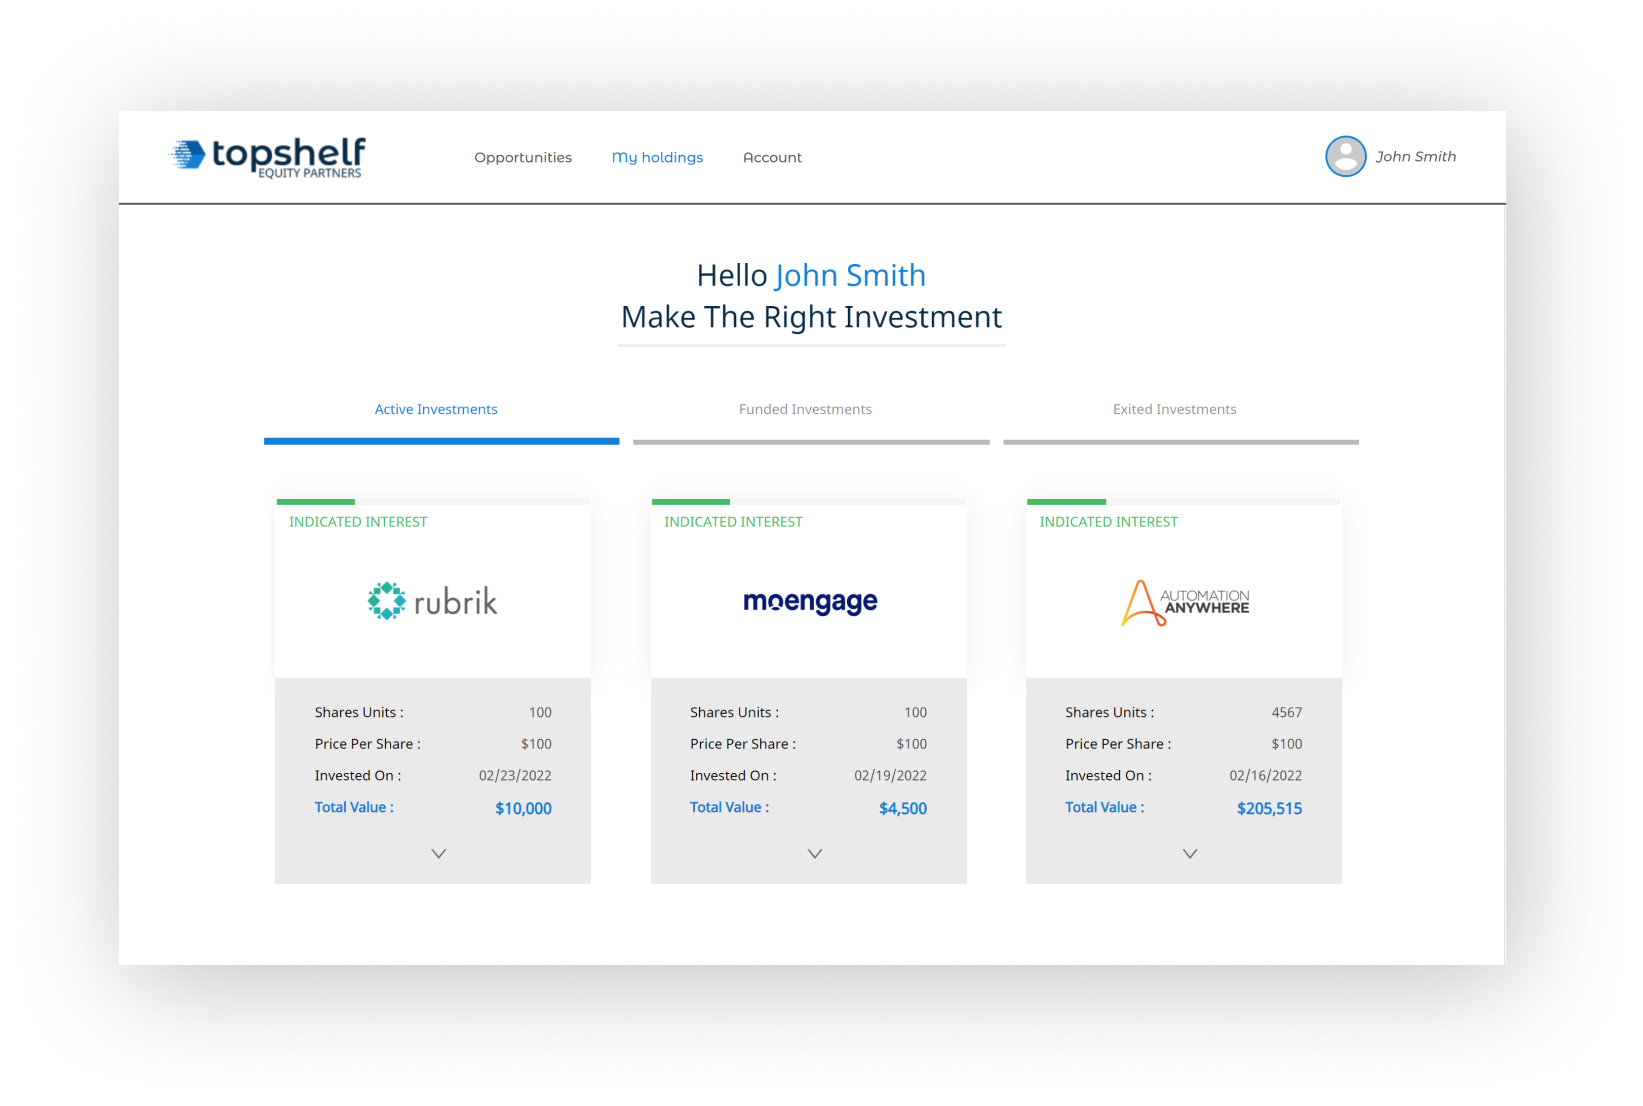 topshelf
EQUITY PARTNERS
Opportunities My holdings Account
John Smith
Hello John Smith
Make The Right Investment
Active Investments Funded Investments Exited Investments
INDICATED INTEREST
rubrik
Shares Units : 100
Price Per Share : $100
Invested On : 02/23/2022
Total Value : $10,000
INDICATED INTEREST
moengage
Shares Units : 100
Price Per Share : $100
Invested On : 02/19/2022
Total Value : $4,500
INDICATED INTEREST
AUTOMATION
ANYWHERE
Shares Units : 4567
Price Per Share : $100
Invested On : 02/16/2022
Total Value : $205,515